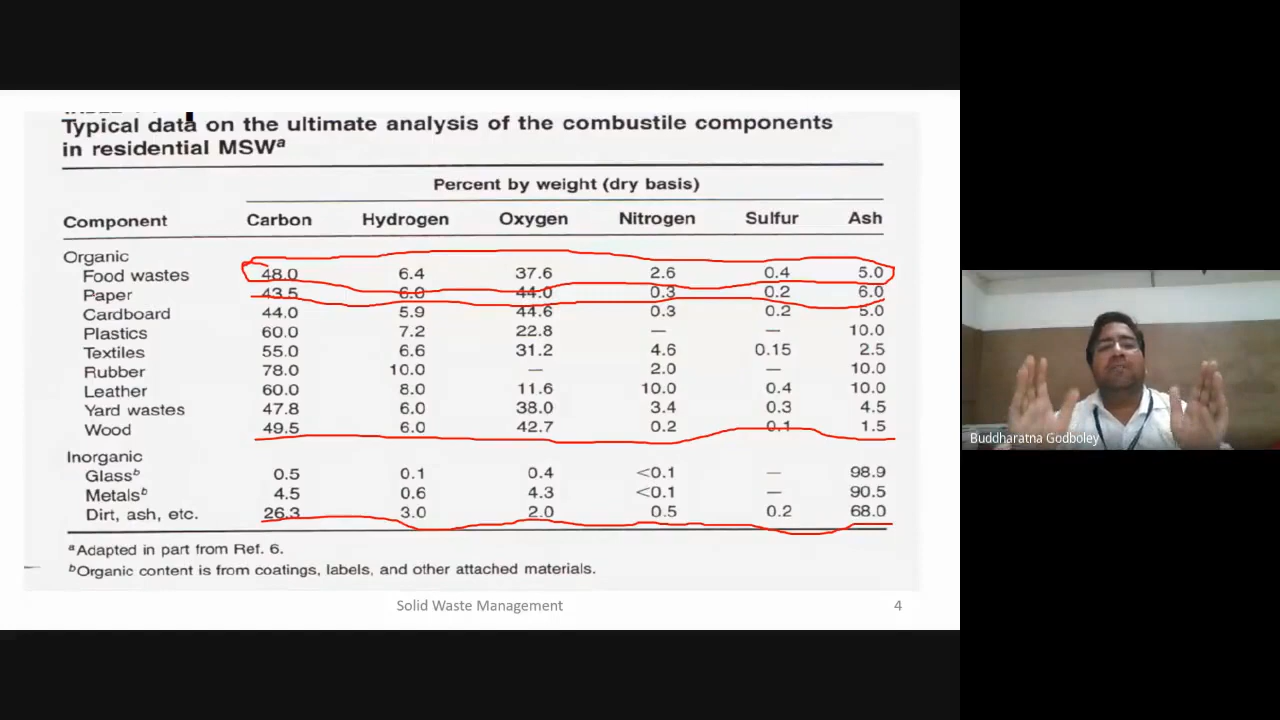 Typical data on the ultimate analysis of the combustile components
in residential MSWᵃ
Percent by weight (dry basis)
Component Carbon Hydrogen Oxygen Nitrogen Sulfur Ash
Organic
Food wastes 48.0 6.4 37.6 2.6 0.4 5.0
Paper 43.5 6.0 44.0 0.3 0.2 6.0
Cardboard 44.0 5.9 44.6 0.3 0.2 5.0
Plastics 60.0 7.2 22.8 — — 10.0
Textiles 55.0 6.6 31.2 4.6 0.15 2.5
Rubber 78.0 10.0 — 2.0 — 10.0
Leather 60.0 8.0 11.6 10.0 0.4 10.0
Yard wastes 47.8 6.0 38.0 3.4 0.3 4.5
Wood 49.5 6.0 42.7 0.2 0.1 1.5
Inorganic
Glassᵇ 0.5 0.1 0.4 <0.1 — 98.9
Metalsᵇ 4.5 0.6 4.3 <0.1 — 90.5
Dirt, ash, etc. 26.3 3.0 2.0 0.5 0.2 68.0
ᵃAdapted in part from Ref. 6.
ᵇOrganic content is from coatings, labels, and other attached materials.
Solid Waste Management 4
Buddharatna Godboley